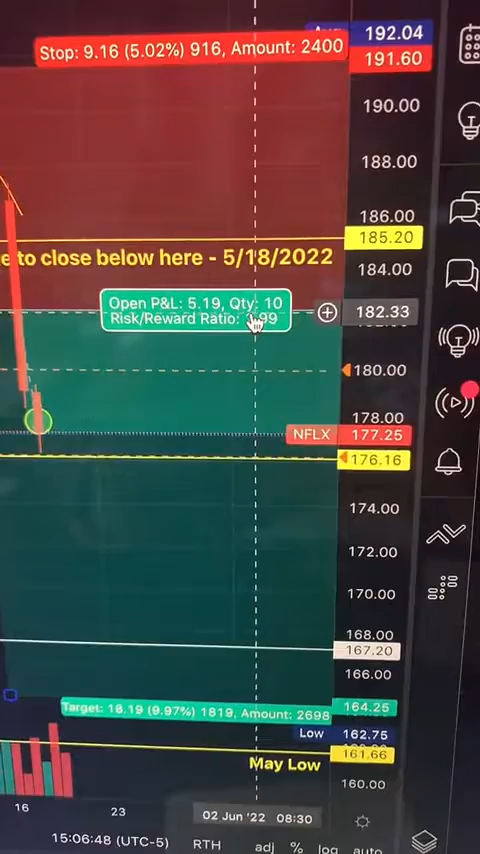 192.04
Stop: 9.16 (5.02%) 916, Amount: 2400
191.60
190.00
188.00
186.00
185.20
e to close below here - 5/18/2022
184.00
Open P&L: 5.19, Qty: 10
Risk/Reward Ratio: 1.99
182.33
180.00
178.00
NFLX 177.25
176.16
174.00
172.00
170.00
168.00
167.20
166.00
Target: 18.19 (9.97%) 1819, Amount: 2698
164.25
Low 162.75
161.66
May Low
160.00
16 23 02 Jun '22 08:30
15:06:48 (UTC-5) RTH adj % log auto